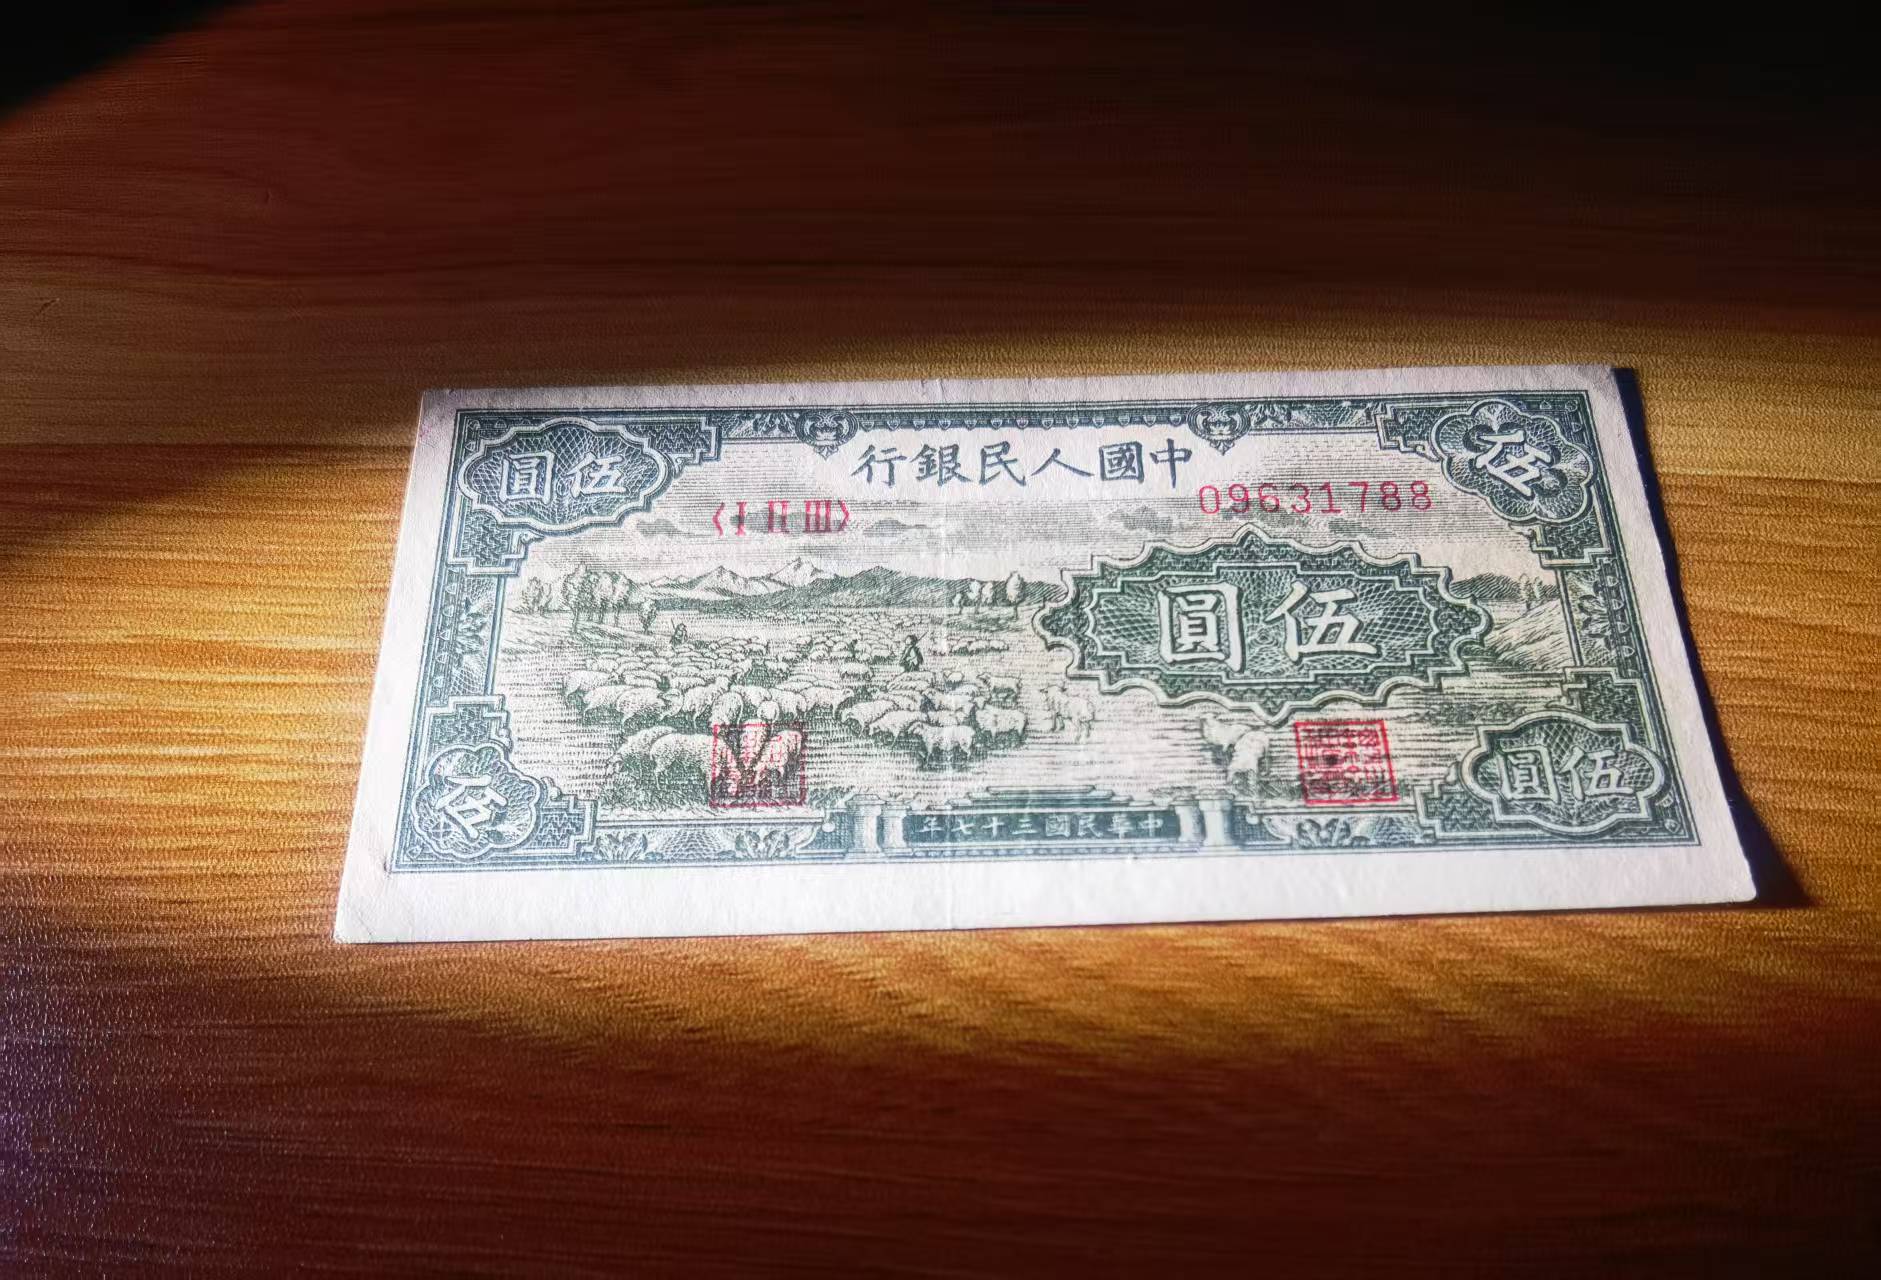 伍圓
中國人民銀行
伍
〈I II III〉
09631788
伍圓
伍
伍圓
中華民國三十七年